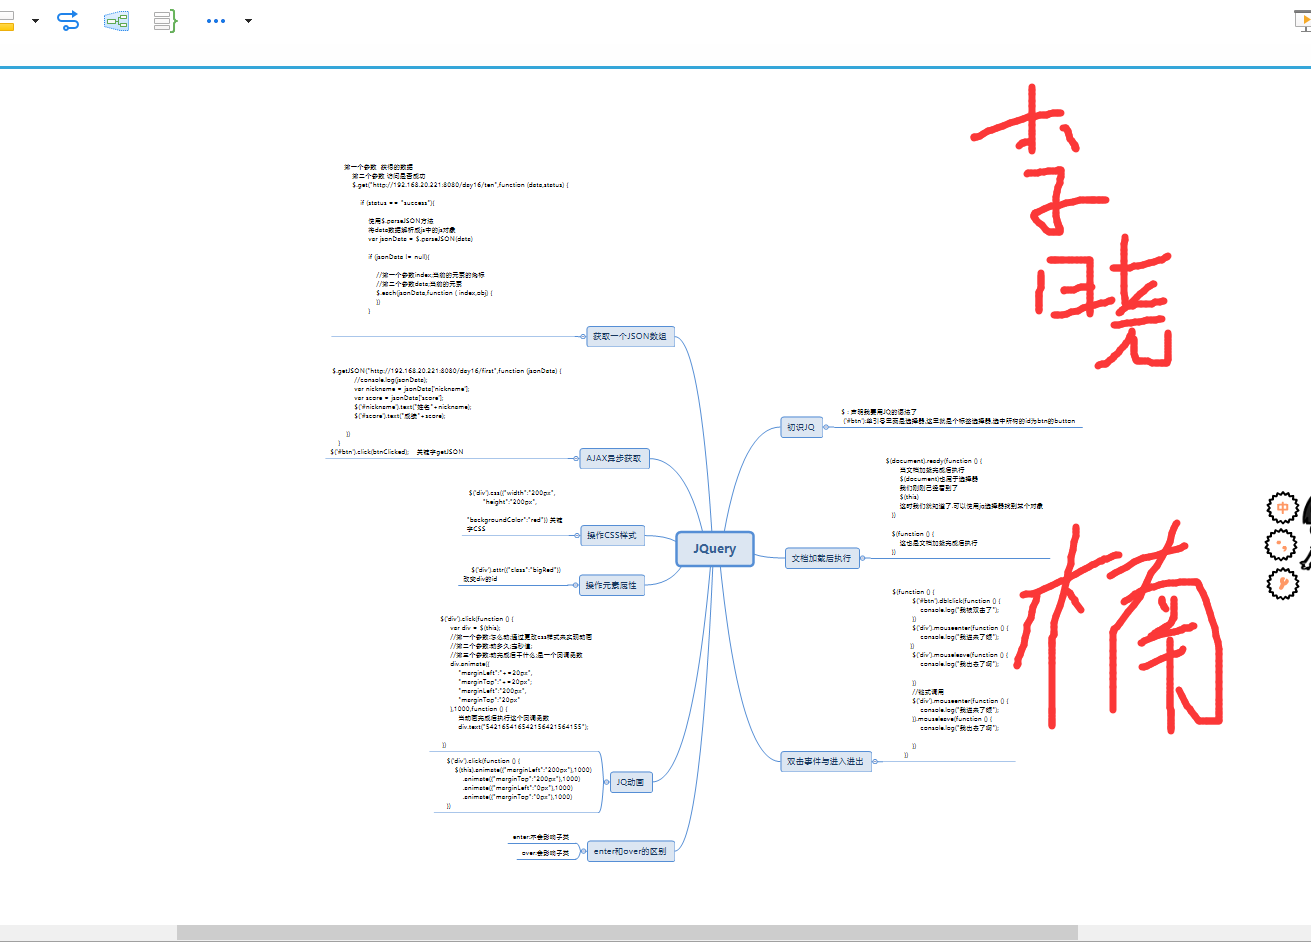 第一个参数 获得的数据
第二个参数 访问是否成功
$.get("http://192.168.20.221:8080/day16/ten",function (data,status) {
if (status == "success"){
使用$.parseJSON方法
将data数据解析成js中的js对象
var jsonData = $.parseJSON(data)
if (jsonData != null){
//第一个参数index:当前的元素的角标
//第二个参数data:当前的元素
$.each(jsonData,function ( index,obj) {
})
}
获取一个JSON数组
$.getJSON("http://192.168.20.221:8080/day16/first",function (jsonData) {
//console.log(jsonData);
var nickname = jsonData['nickname'];
var score = jsonData['score'];
$('#nickname').text("姓名"+nickname);
$('#score').text("成绩"+score);
})
}
$('#btn').click(btnClicked); 关键字getJSON
AJAX异步获取
$('div').css({"width":"200px",
"height":"200px",
"backgroundColor":"red"}) 关键
字CSS
操作CSS样式
$('div').attr({"class":"bigRed"})
改变div的id
操作元素属性
$('div').click(function () {
var div = $(this);
//第一个参数:怎么动;通过更改css样式来实现动画
//第二个参数:动多久;毫秒值;
//第三个参数:动完成后干什么;是一个回调函数
div.animate({
"marginLeft":"+=20px",
"marginTop":"+=20px";
"marginLeft":"200px",
"marginTop":"20px"
},1000,function () {
当动画完成后执行这个回调函数
div.text("542165416542156421564155");
})
$('div').click(function () {
$(this).animate({"marginLeft":"200px"},1000)
.animate({"marginTop":"200px"},1000)
.animate({"marginLeft":"0px"},1000)
.animate({"marginTop":"0px"},1000)
})
JQ动画
enter:不会影响子类
over:会影响子类
enter和over的区别
JQuery
初识JQ
$ : 声明我要用JQ的语法了
('#btn'):单引号里面是选择器,这里就是个标签选择器,选中所有的id为btn的button
文档加载后执行
$(document).ready(function () {
当文档加载完成后执行
$(document)也属于选择器
我们刚刚已经看到了
$(this)
这时我们就知道了:可以使用jq选择器找到某个对象
})
$(function () {
这也是文档加载完成后执行
})
双击事件与进入进出
$(function () {
$('#btn').dblclick(function () {
console.log("我被双击了");
})
$('div').mouseenter(function () {
console.log("我进来了额");
})
$('div').mouseleave(function () {
console.log("我出去了啊");
})
//链式调用
$('div').mouseenter(function () {
console.log("我进来了额");
}).mouseleave(function () {
console.log("我出去了啊");
})
})
李
晓
楠
中